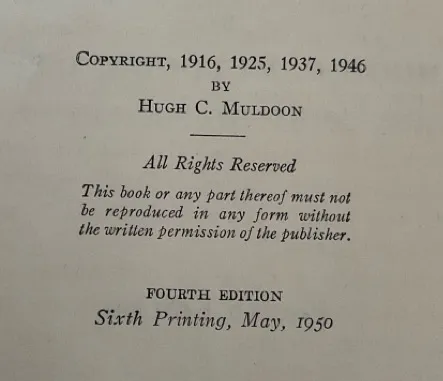 COPYRIGHT, 1916, 1925, 1937, 1946
BY
HUGH C. MULDOON
All Rights Reserved
This book or any part thereof must not
be reproduced in any form without
the written permission of the publisher.
FOURTH EDITION
Sixth Printing, May, 1950